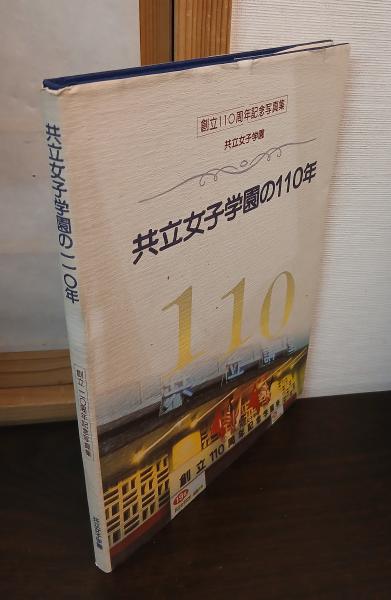 創立110周年記念写真集
共立女子学園
共立女子学園の110年
110
創立110周年記念
共立女子学園の一一〇年
創立一一〇周年記念写真集
共立女子学園